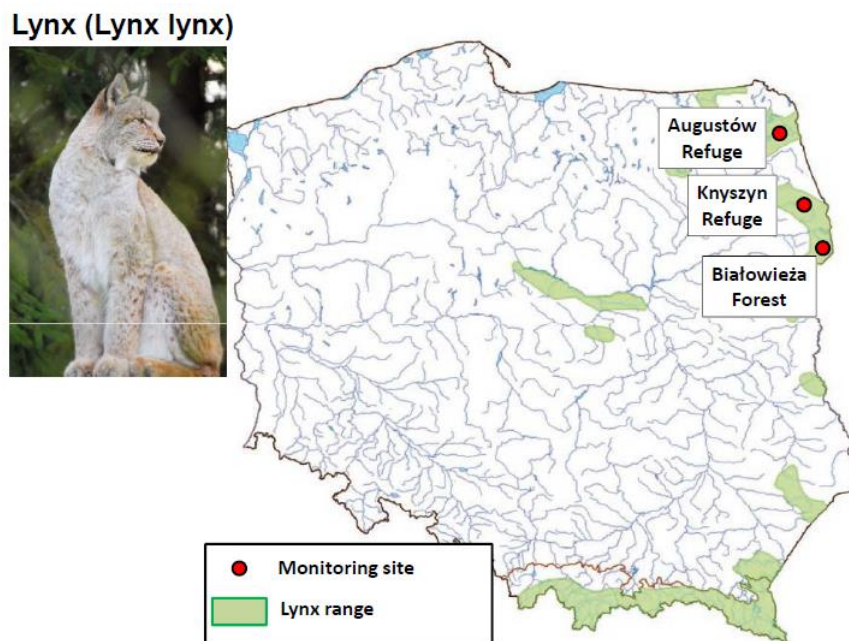 Lynx (Lynx lynx)
Augustów
Refuge
Knyszyn
Refuge
Białowieża
Forest
Monitoring site
Lynx range